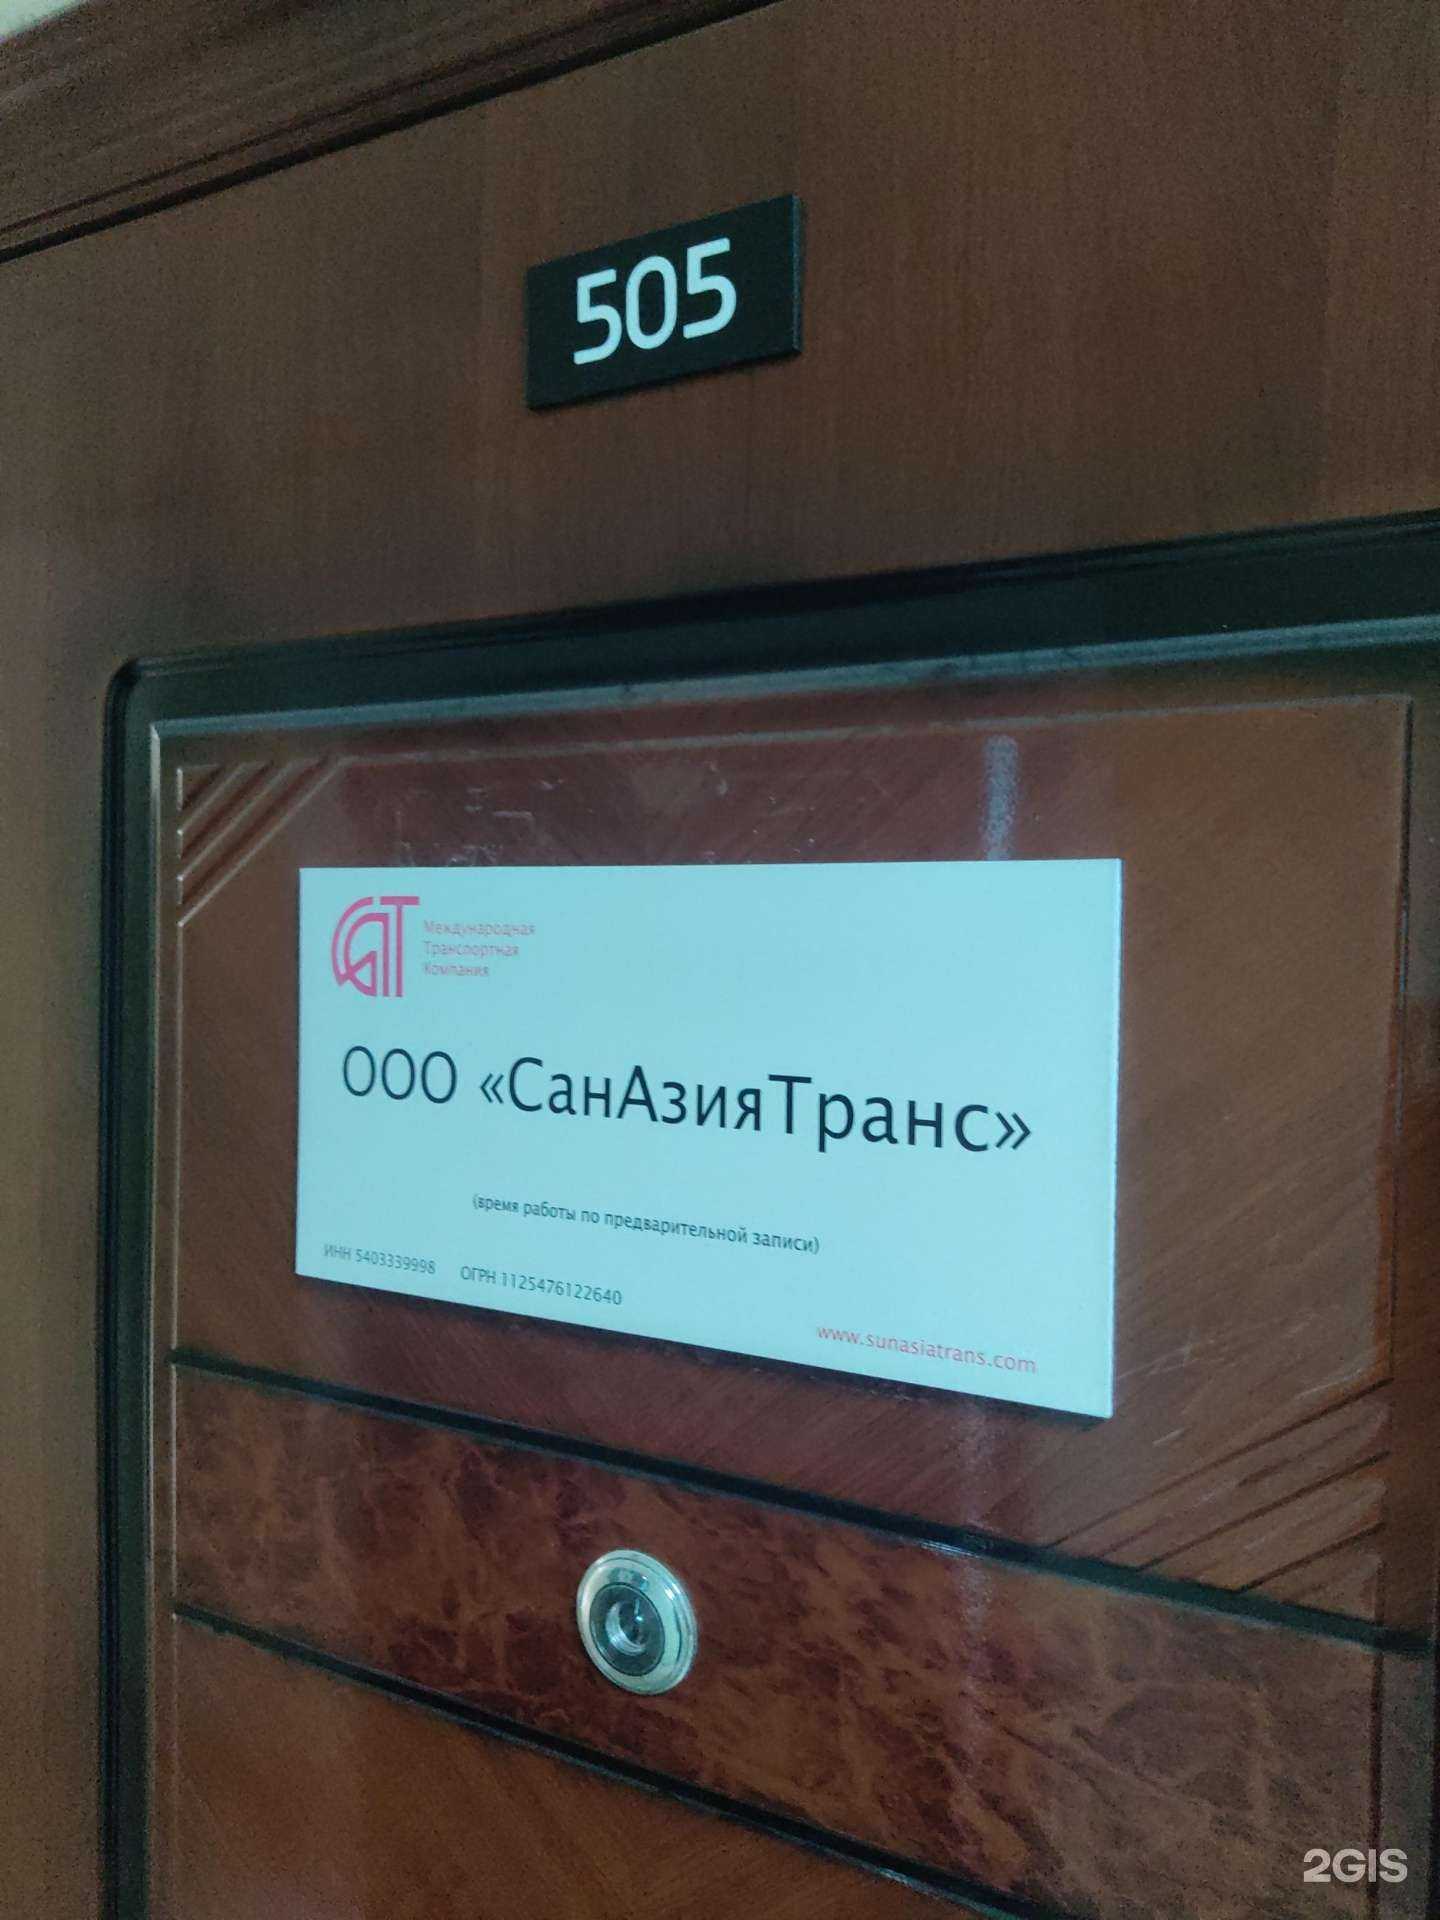 505
САТ
Международная
Транспортная
Компания
ООО «СанАзияТранс»
(время работы по предварительной записи)
ИНН 5403339998 ОГРН 1125476122640
www.sunasiatrans.com
2GIS